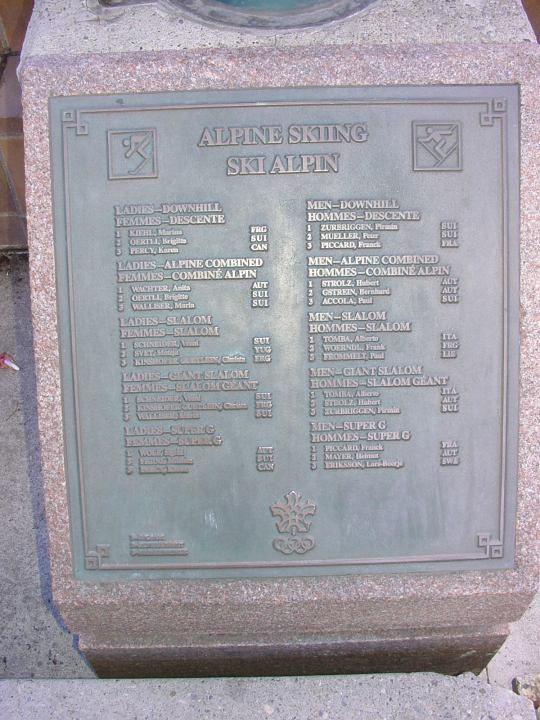 ALPINE SKIING
SKI ALPIN
LADIES—DOWNHILL
FEMMES—DESCENTE
1 KIEHL, Marina FRG
2 OERTLI, Brigitte SUI
3 PERCY, Karen CAN
LADIES—ALPINE COMBINED
FEMMES—COMBINÉ ALPIN
1 WACHTER, Anita AUT
2 OERTLI, Brigitte SUI
3 WALLISER, Maria SUI
LADIES—SLALOM
FEMMES—SLALOM
1 SCHNEIDER, Vreni SUI
2 SVET, Mateja YUG
3 KINSHOFER GUETLEIN, Christa FRG
LADIES—GIANT SLALOM
FEMMES—SLALOM GÉANT
1 SCHNEIDER, Vreni SUI
2 KINSHOFER GUETLEIN, Christa FRG
3 WALLISER, Maria SUI
LADIES—SUPER G
FEMMES—SUPER G
1 WOLF, Sigrid AUT
2 SUI
3 CAN
MEN—DOWNHILL
HOMMES—DESCENTE
1 ZURBRIGGEN, Pirmin SUI
2 MUELLER, Peter SUI
3 PICCARD, Franck FRA
MEN—ALPINE COMBINED
HOMMES—COMBINÉ ALPIN
1 STROLZ, Hubert AUT
2 GSTREIN, Bernhard AUT
3 ACCOLA, Paul SUI
MEN—SLALOM
HOMMES—SLALOM
1 TOMBA, Alberto ITA
2 WOERNDL, Frank FRG
3 FROMMELT, Paul LIE
MEN—GIANT SLALOM
HOMMES—SLALOM GÉANT
1 TOMBA, Alberto ITA
2 STROLZ, Hubert AUT
3 ZURBRIGGEN, Pirmin SUI
MEN—SUPER G
HOMMES—SUPER G
1 PICCARD, Franck FRA
2 MAYER, Helmut AUT
3 ERIKSSON, Lars-Boerje SWE